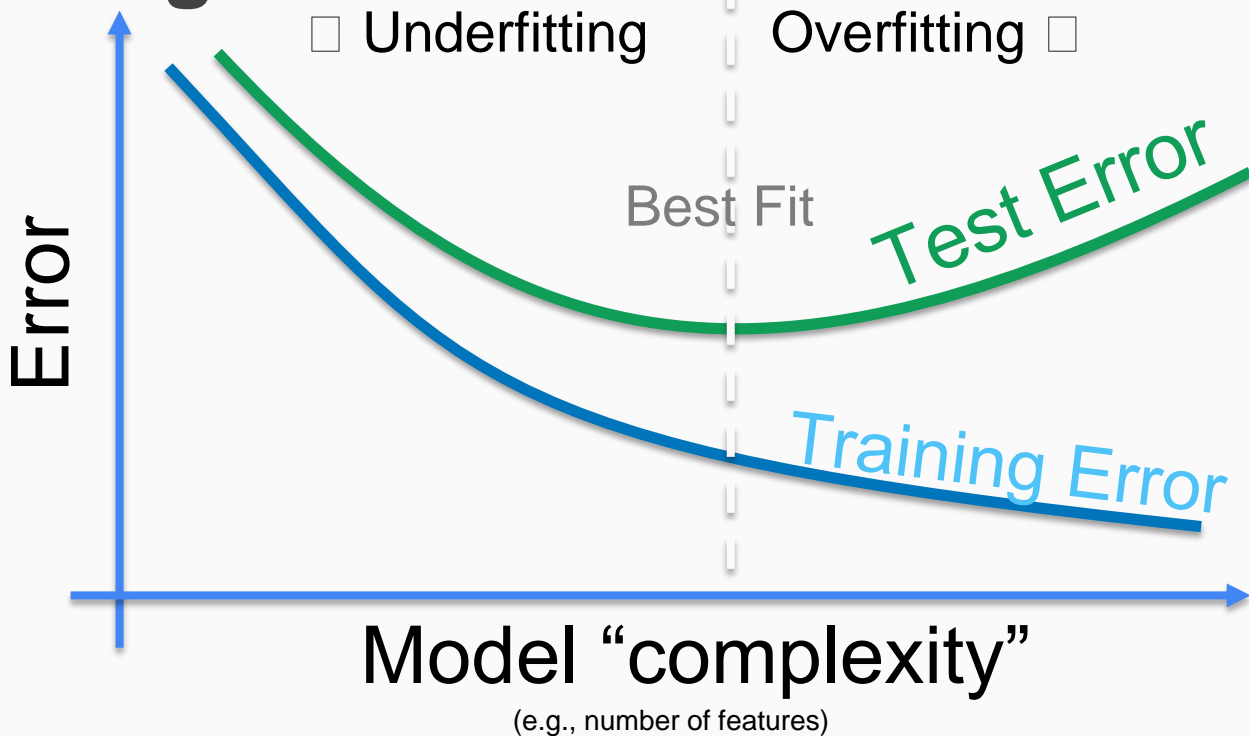 □ Underfitting
Overfitting □
Best Fit
Test Error
Error
Training Error
Model “complexity”
(e.g., number of features)